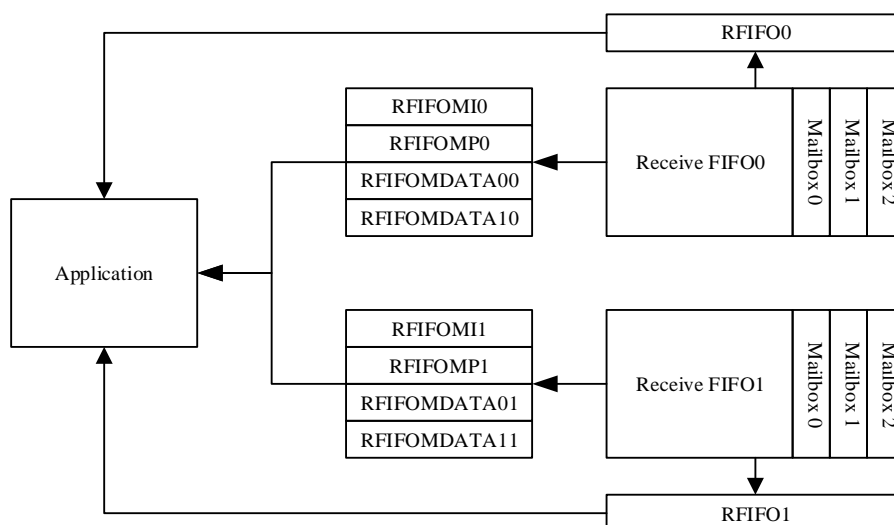 RFIFO0
RFIFOMI0
RFIFOMP0
RFIFOMDATA00
RFIFOMDATA10
Receive FIFO0
Mailbox 0
Mailbox 1
Mailbox 2
Application
RFIFOMI1
RFIFOMP1
RFIFOMDATA01
RFIFOMDATA11
Receive FIFO1
Mailbox 0
Mailbox 1
Mailbox 2
RFIFO1